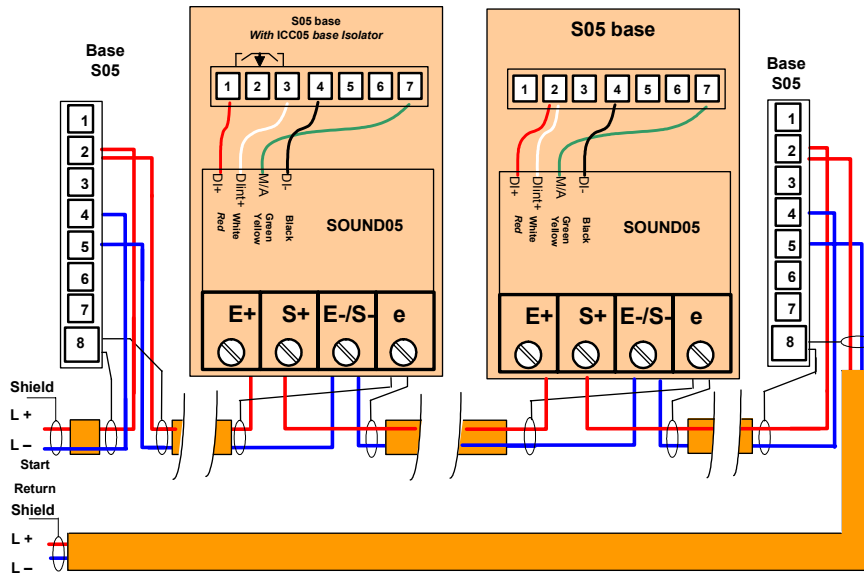 Base
S05
1
2
3
4
5
6
7
8
S05 base
With ICC05 base Isolator
1 2 3 4 5 6 7
DI+
Red
DIint+
White
M/A
Green
Yellow
DI-
Black
SOUND05
E+ S+ E-/S- e
S05 base
1 2 3 4 5 6 7
DI+
Red
DIint+
White
M/A
Green
Yellow
DI-
Black
SOUND05
E+ S+ E-/S- e
Base
S05
1
2
3
4
5
6
7
8
Shield
L +
L –
Start
Return
Shield
L +
L –